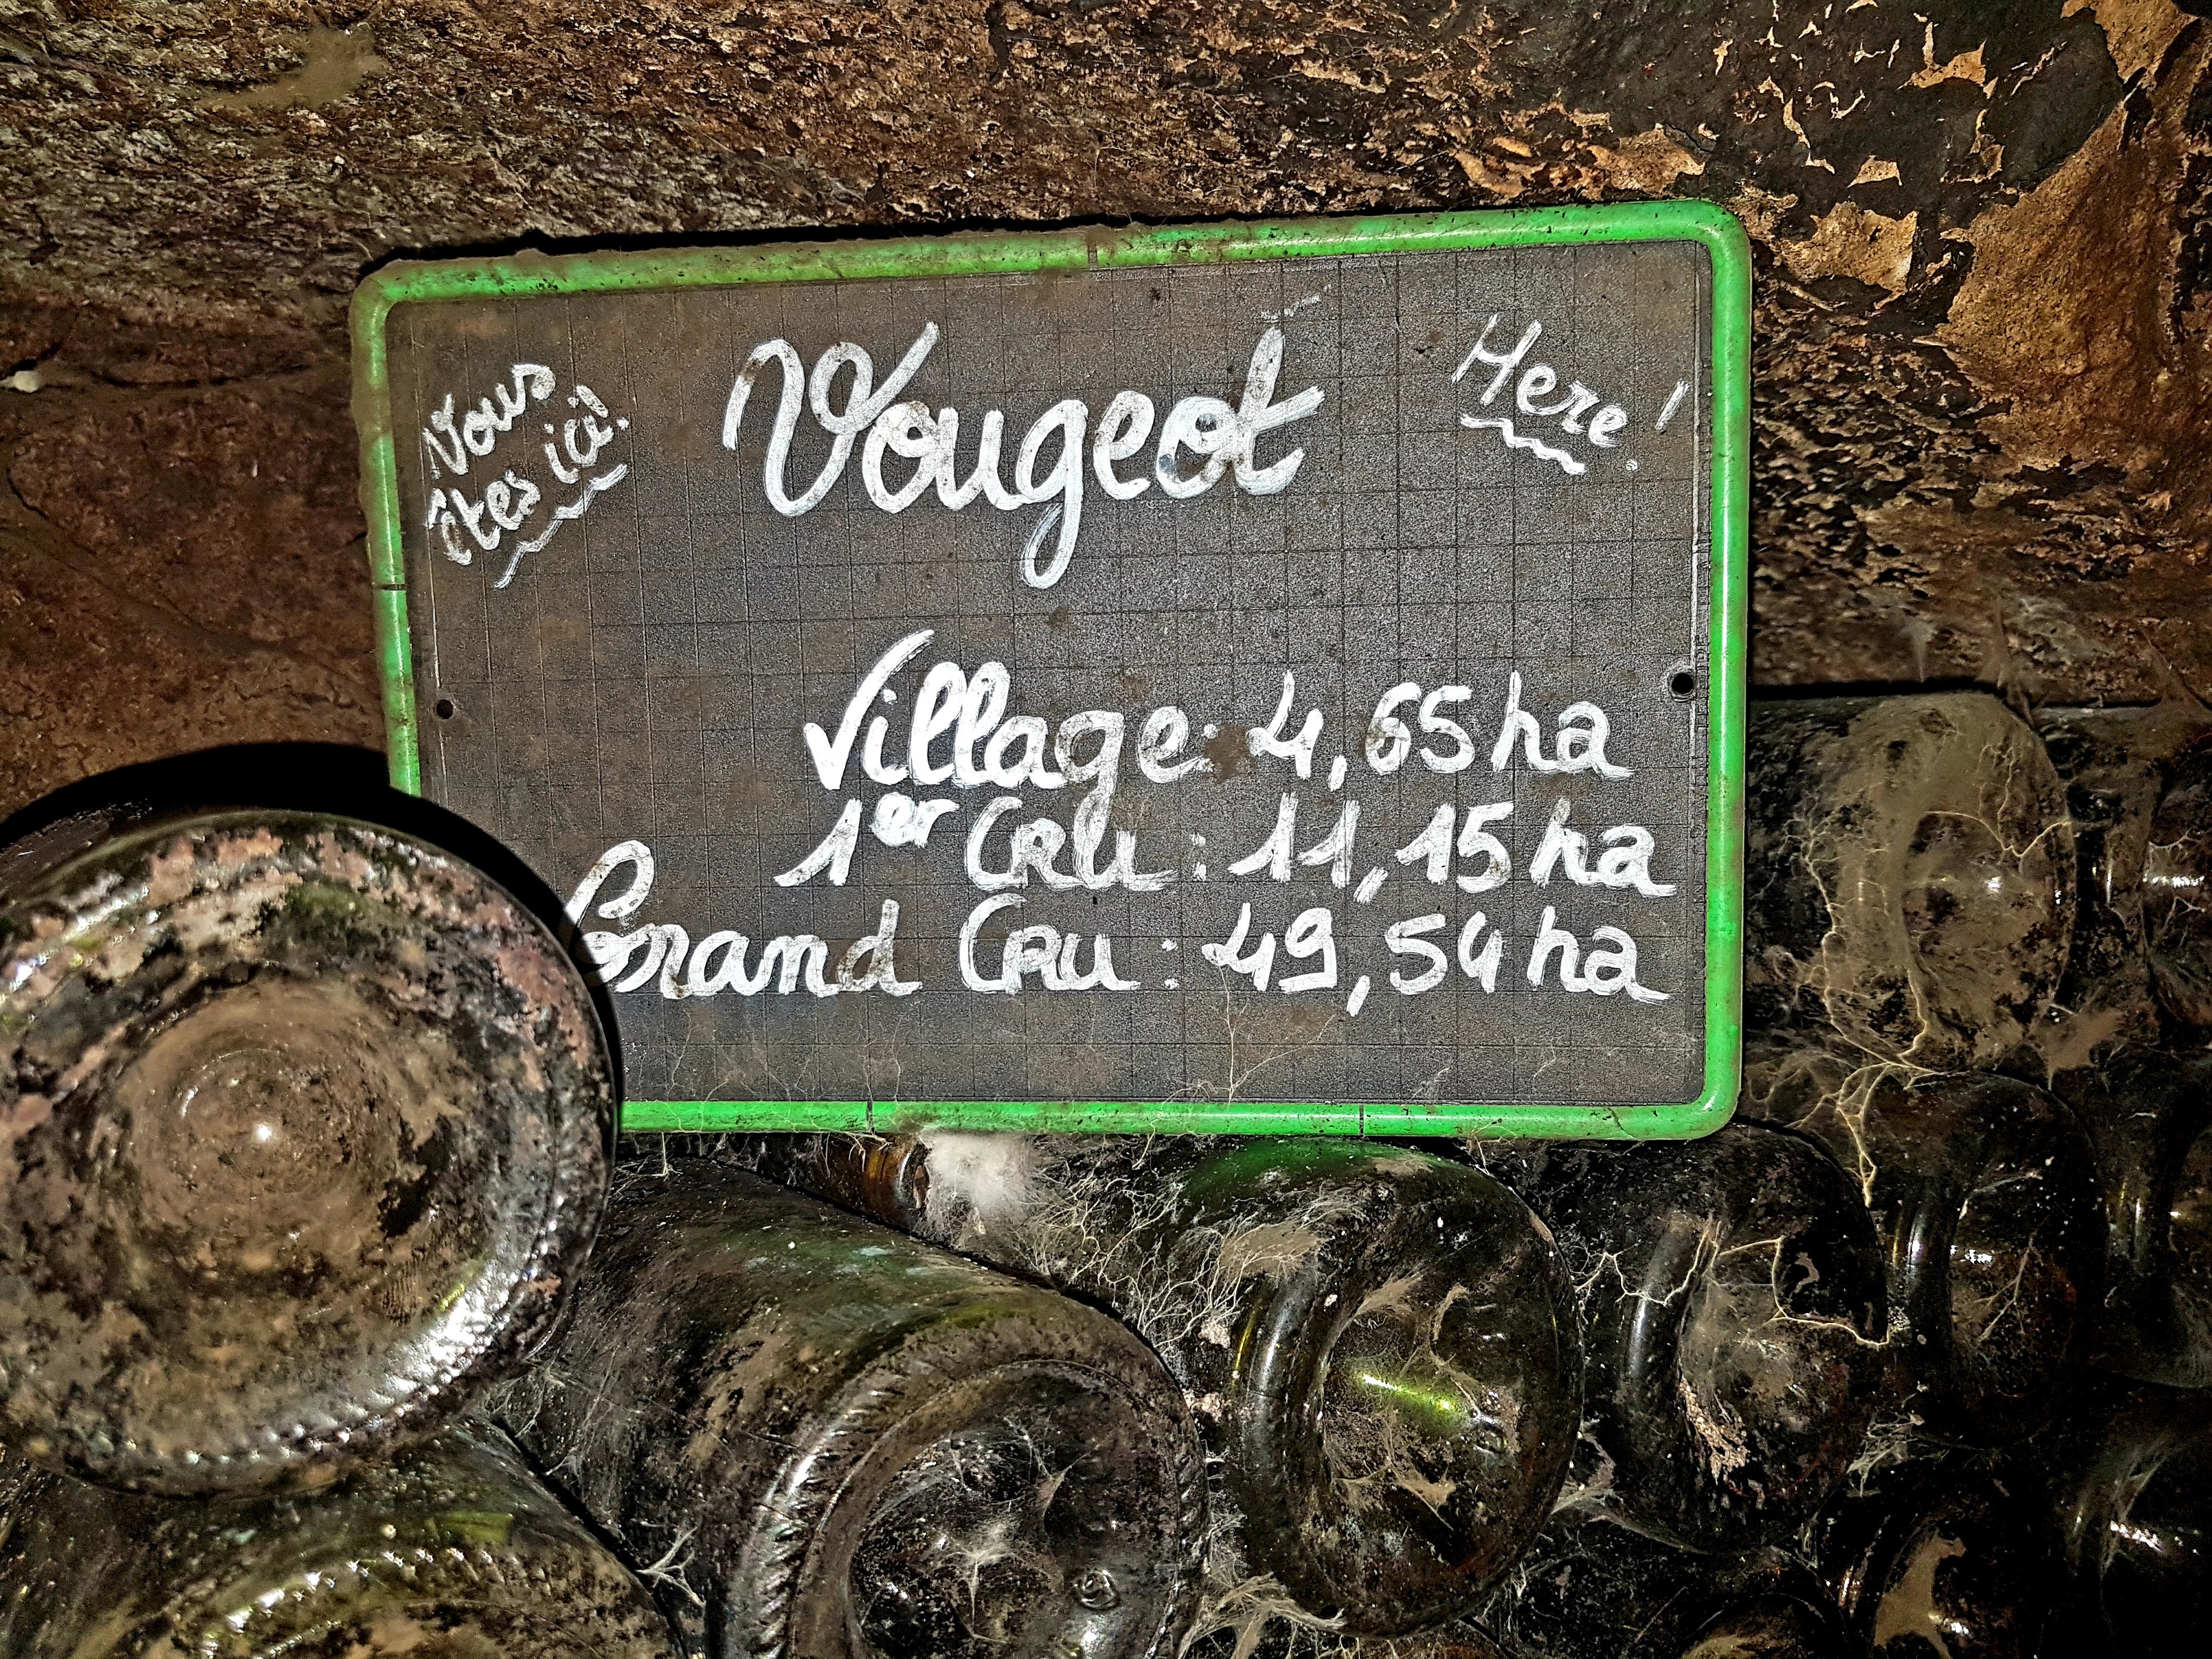 Vous
êtes ici!
Vougeot
Here!
Village: 4,65 ha
1er Cru : 11,15 ha
Grand Cru : 49,54 ha